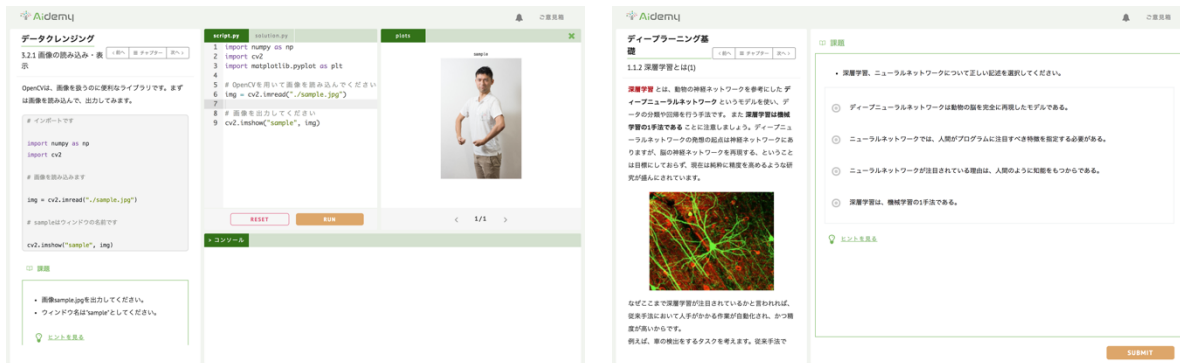 Aidemy
ご意見箱
データクレンジング
3.2.1 画像の読み込み・表
示
< 前へ
チャプター
次へ >
OpenCVは、画像を扱うのに便利なライブラリです。まず
は画像を読み込んで、出力してみます。
# インポートです
import numpy as np
import cv2
# 画像を読み込みます
img = cv2.imread("./sample.jpg")
# sampleはウィンドウの名前です
cv2.imshow("sample", img)
課題
• 画像sample.jpgを出力してください。
• ウィンドウ名は"sample"としてください。
ヒントを見る
script.py
solution.py
1 import numpy as np
2 import cv2
3 import matplotlib.pyplot as plt
4
5 # OpenCVを用いて画像を読み込んでください
6 img = cv2.imread("./sample.jpg")
7
8 # 画像を出力してください
9 cv2.imshow("sample", img)
RESET
RUN
plots
sample
< 1/1 >
> コンソール
Aidemy
ご意見箱
ディープラーニング基
礎
< 前へ
チャプター
次へ >
1.1.2 深層学習とは(1)
深層学習 とは、動物の神経ネットワークを参考にした デ
ィープニューラルネットワーク というモデルを使い、デ
ータの分類や回帰を行う手法です。 また 深層学習は機械
学習の1手法である ことに注意しましょう。ディープニュ
ーラルネットワークの発想の起点は神経ネットワークにあ
りますが、脳の神経ネットワークを再現する、ということ
は目標にしておらず、現在は純粋に精度を高めるような研
究が盛んにされています。
なぜここまで深層学習が注目されているかと言われれば、
従来手法において人手がかかる作業が自動化され、かつ精
度が高いからです。
例えば、車の検出をするタスクを考えます。従来手法で
課題
• 深層学習、ニューラルネットワークについて正しい記述を選択してください。
ディープニューラルネットワークは動物の脳を完全に再現したモデルである。
ニューラルネットワークでは、人間がプログラムに注目すべき特徴を指定する必要がある。
ニューラルネットワークが注目されている理由は、人間のように知能をもつからである。
深層学習は、機械学習の1手法である。
ヒントを見る
SUBMIT